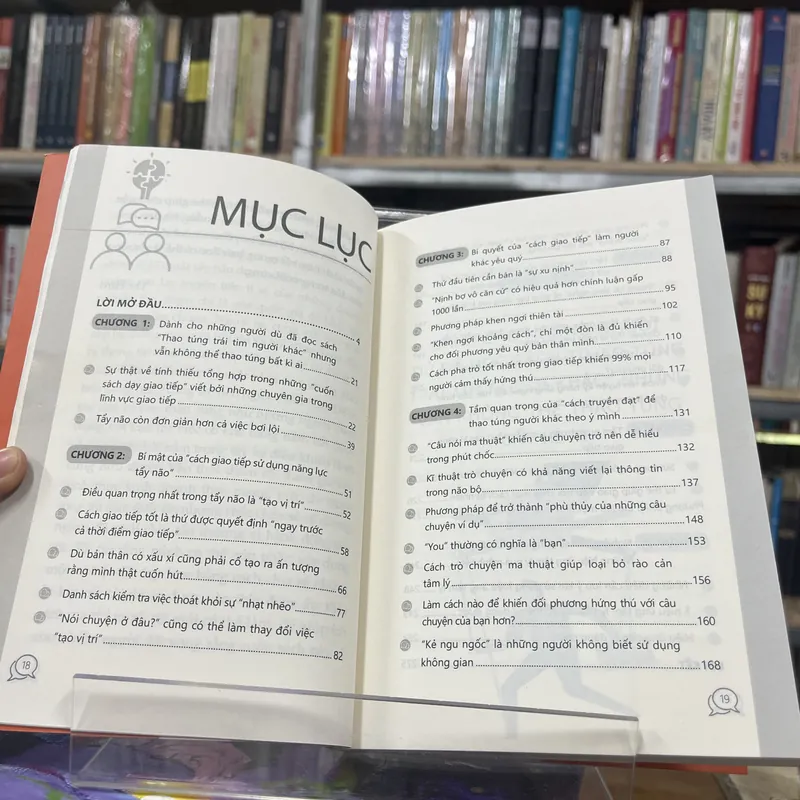 MỤC LỤC
LỜI MỞ ĐẦU........4
CHƯƠNG 1: Dành cho những người dù đã đọc sách
"Thao túng trái tim người khác" nhưng
vẫn không thể thao túng bất kì ai........21
Sự thật về tính thiếu tổng hợp trong những "cuốn
sách dạy giao tiếp" viết bởi những chuyên gia trong
lĩnh vực giao tiếp........22
Tẩy não còn đơn giản hơn cả việc bơi lội........39
CHƯƠNG 2: Bí mật của "cách giao tiếp sử dụng năng lực
tẩy não"........51
Điều quan trọng nhất trong tẩy não là "tạo vị trí"........52
Cách giao tiếp tốt là thứ được quyết định "ngay trước
cả thời điểm giao tiếp"........58
Dù bản thân có xấu xí cũng phải cố tạo ra ấn tượng
rằng mình thật cuốn hút........66
Danh sách kiểm tra việc thoát khỏi sự "nhạt nhẽo"........77
"Nói chuyện ở đâu?" cũng có thể làm thay đổi việc
"tạo vị trí"........82
18
CHƯƠNG 3: Bí quyết của "cách giao tiếp" làm người
khác yêu quý........87
Thứ đầu tiên cần bàn là "sự xu nịnh"........88
"Nịnh bợ vô căn cứ" có hiệu quả hơn chính luận gấp
1000 lần........95
Phương pháp khen ngợi thiên tài........102
"Khen ngợi khoảng cách", chỉ một đòn là đủ khiến
cho đối phương yêu quý bản thân mình........110
Cách pha trò tốt nhất trong giao tiếp khiến 99% mọi
người cảm thấy hứng thú........117
CHƯƠNG 4: Tầm quan trọng của "cách truyền đạt" để
thao túng người khác theo ý mình........131
"Câu nói ma thuật" khiến câu chuyện trở nên dễ hiểu
trong phút chốc........132
Kĩ thuật trò chuyện có khả năng viết lại thông tin
trong não bộ........137
Phương pháp để trở thành "phù thủy của những câu
chuyện ví dụ"........148
"You" thường có nghĩa là "bạn"........153
Cách trò chuyện ma thuật giúp loại bỏ rào cản
tâm lý........156
Làm cách nào để khiến đối phương hứng thú với câu
chuyện của bạn hơn?........160
"Kẻ ngu ngốc" là những người không biết sử dụng
không gian........168
19